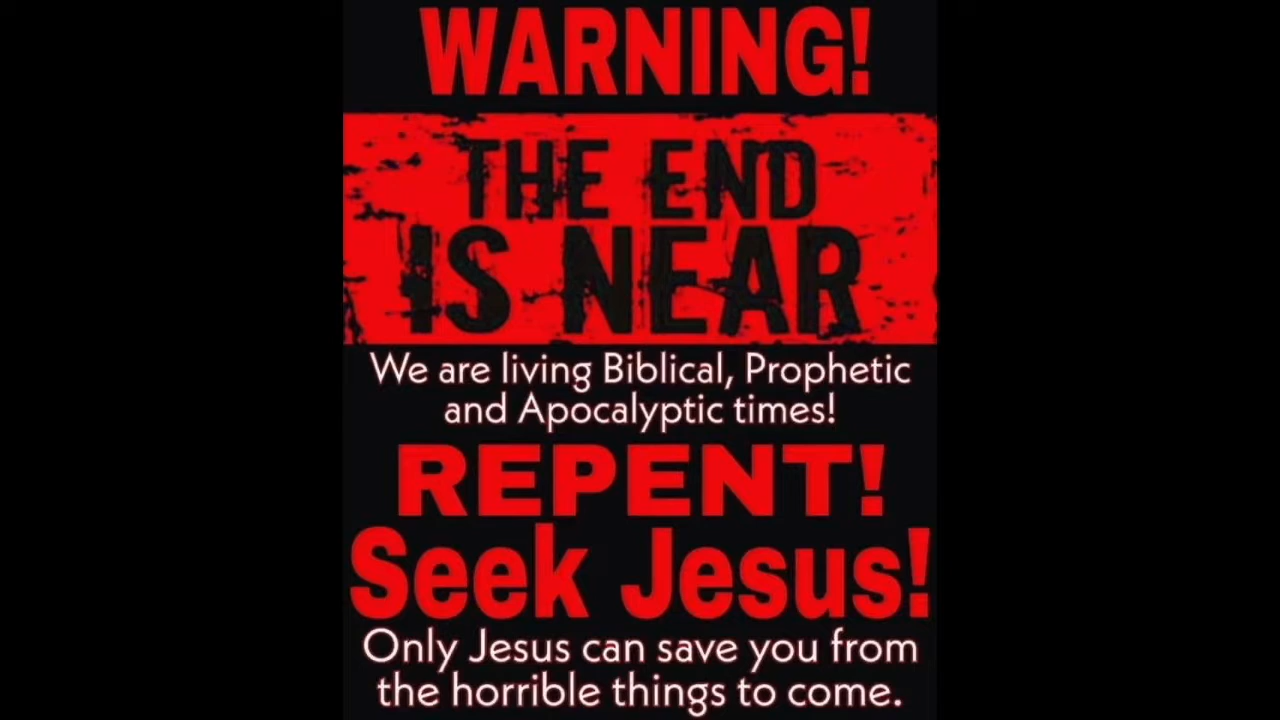 WARNING!
THE END
IS NEAR
We are living Biblical, Prophetic
and Apocalyptic times!
REPENT!
Seek Jesus!
Only Jesus can save you from
the horrible things to come.